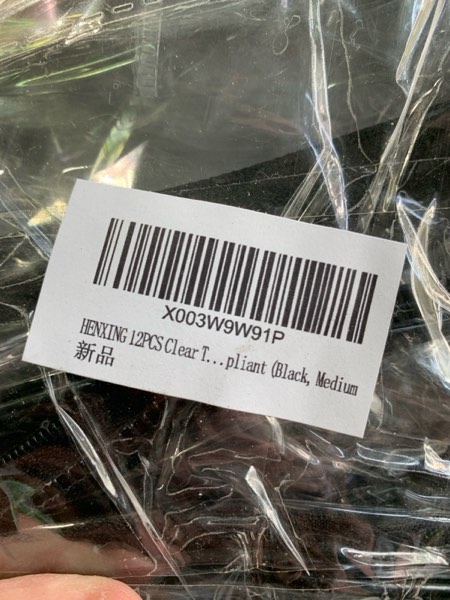 X003W9W91P
HENXING 12PCS Clear T...pliant (Black, Medium
新品